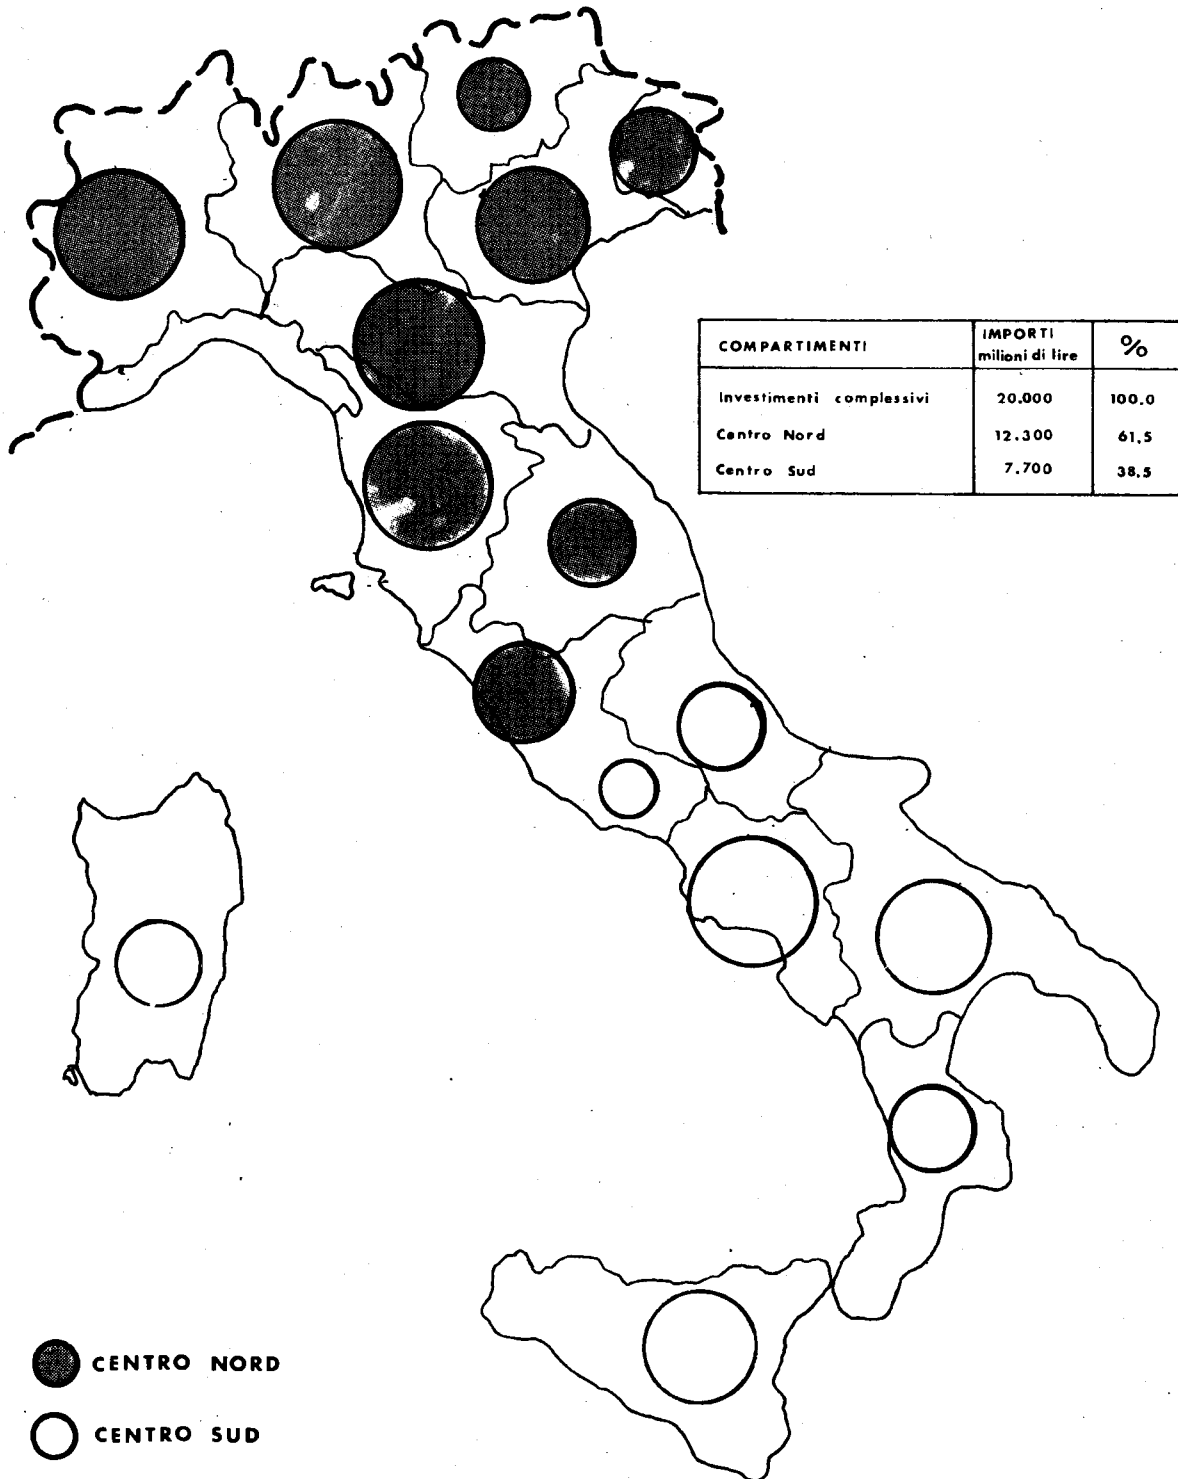 COMPARTIMENTI IMPORTI milioni di lire %
Investimenti complessivi 20.000 100.0
Centro Nord 12.300 61,5
Centro Sud 7.700 38,5
CENTRO NORD
CENTRO SUD